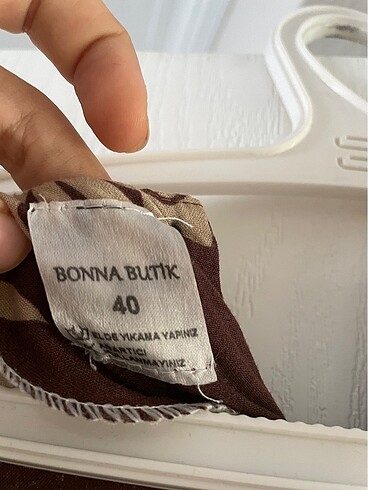 BONNA BUTİK
40
ELDE YIKAMA YAPINIZ
AĞARTICI
KULLANMAYINIZ